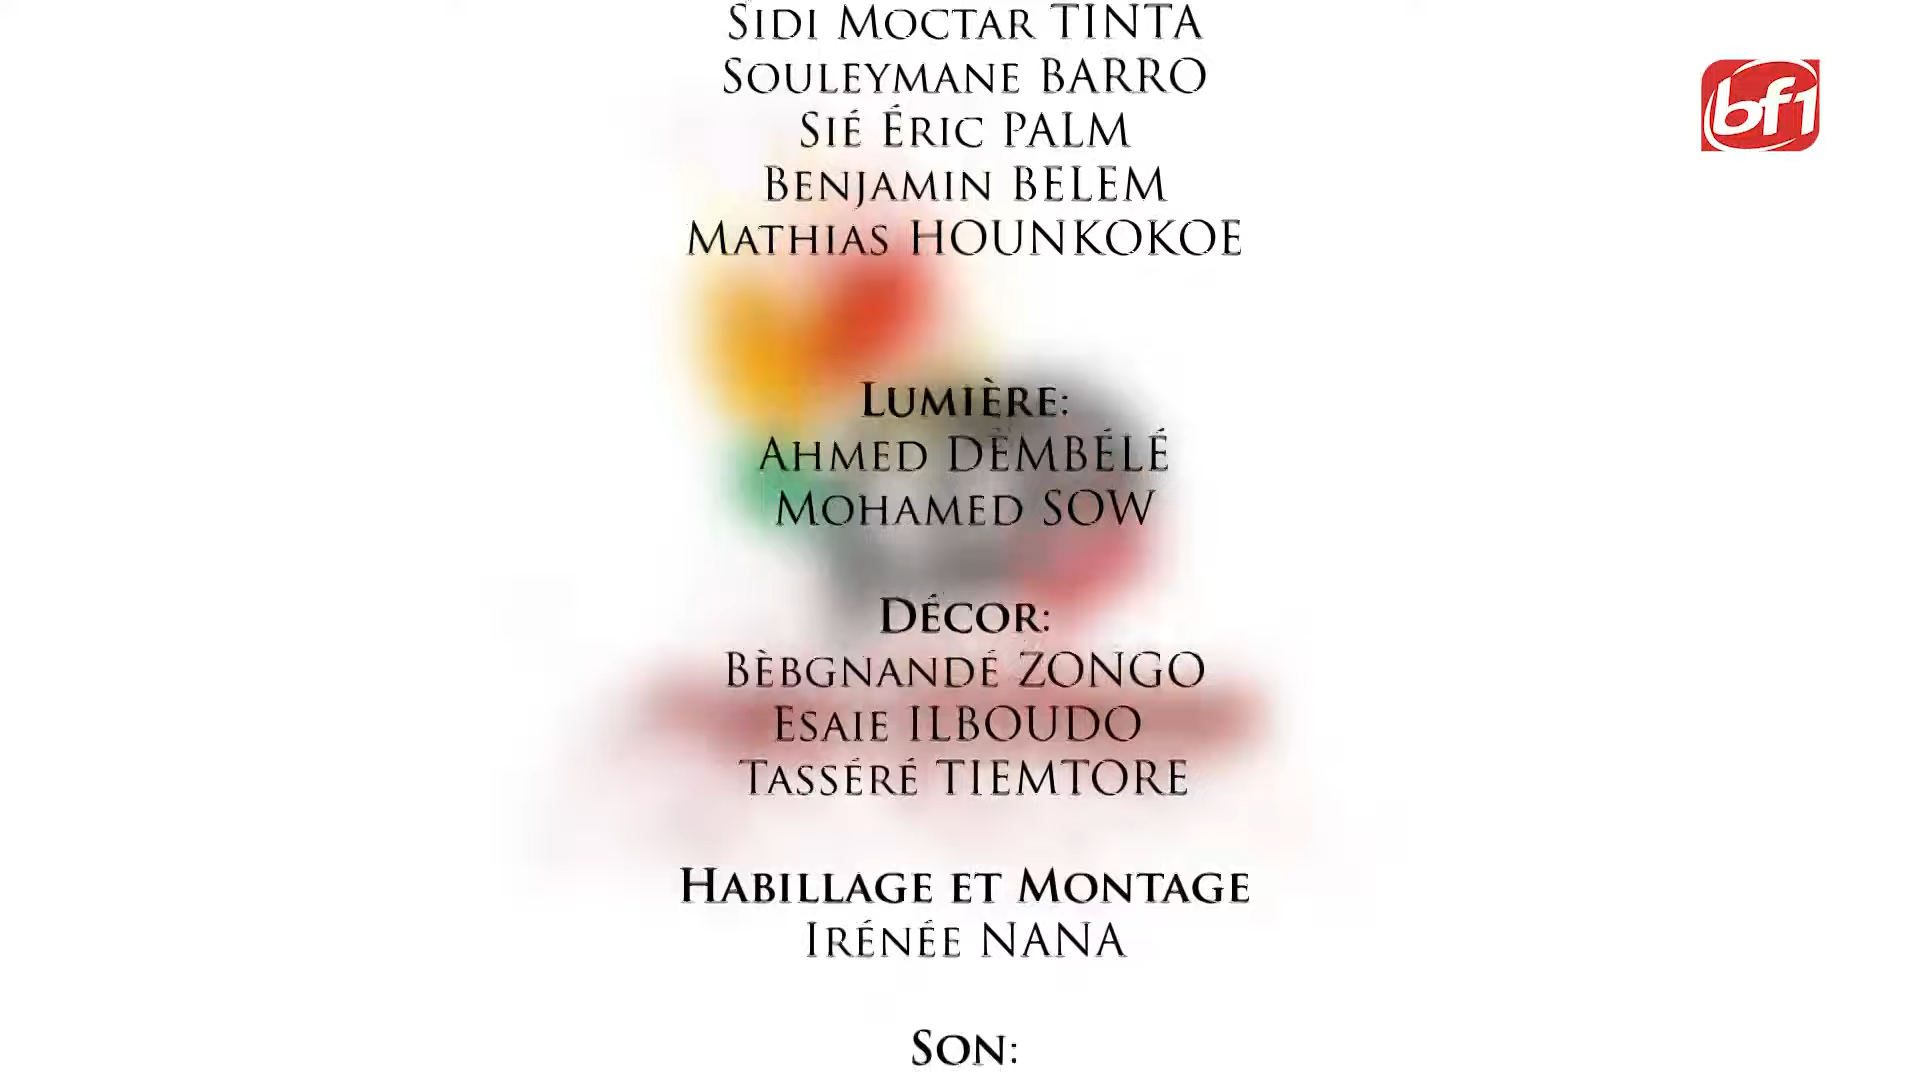 Sidi Moctar TINTA
bf1
Souleymane BARRO
Sié Éric PALM
Benjamin BELEM
Mathias HOUNKOKOE
Lumière:
Ahmed DÈMBÉLÉ
Mohamed SOW
Décor:
Bèbgnandé ZONGO
Esaie ILBOUDO
Tasséré TIEMTORE
Habillage et Montage
Irénée NANA
Son: